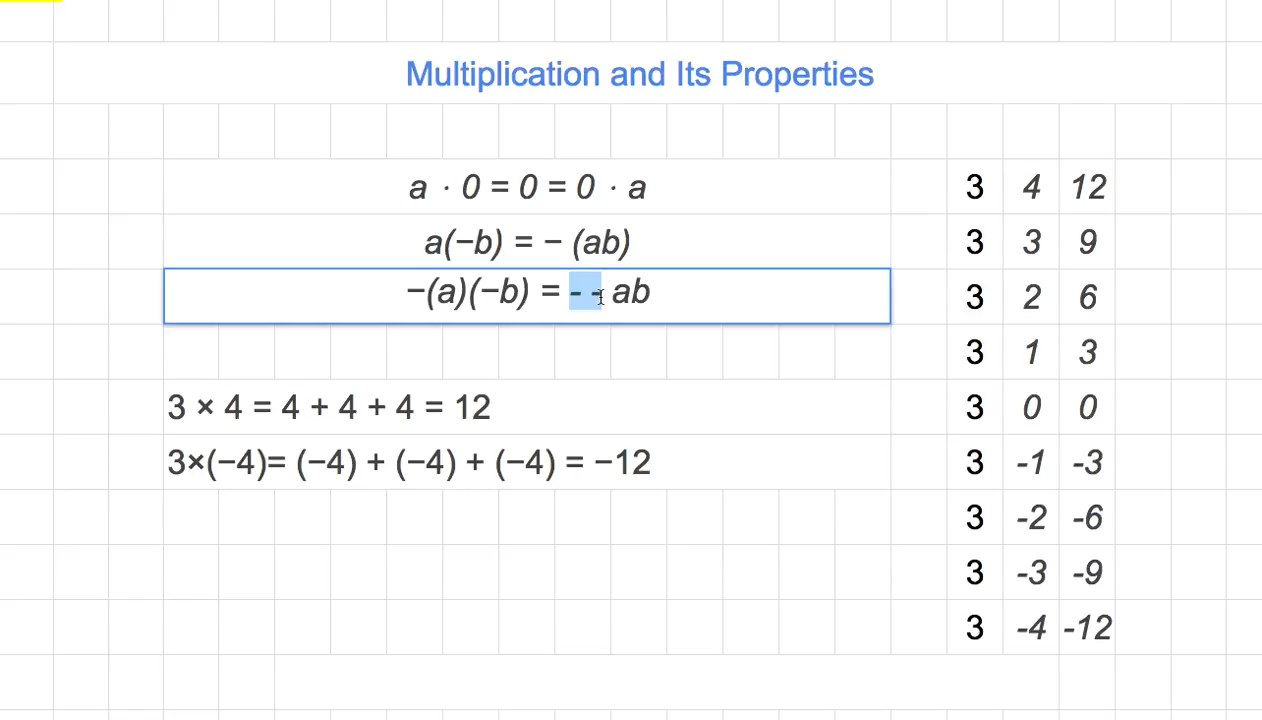 Multiplication and Its Properties
a · 0 = 0 = 0 · a 3 4 12
a(−b) = − (ab) 3 3 9
−(a)(−b) = - - ab 3 2 6
3 1 3
3 × 4 = 4 + 4 + 4 = 12 3 0 0
3×(−4)= (−4) + (−4) + (−4) = −12 3 -1 -3
3 -2 -6
3 -3 -9
3 -4 -12